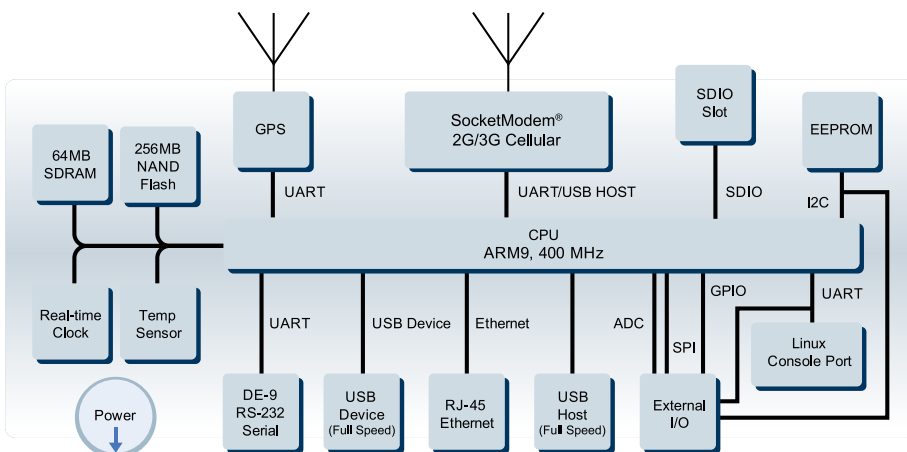 GPS
SocketModem®
2G/3G Cellular
SDIO
Slot
EEPROM
64MB
SDRAM
256MB
NAND
Flash
UART
UART/USB HOST
SDIO
I2C
CPU
ARM9, 400 MHz
Real-time
Clock
Temp
Sensor
UART
USB Device
Ethernet
ADC
SPI
GPIO
UART
Linux
Console Port
Power
DE-9
RS-232
Serial
USB
Device
(Full Speed)
RJ-45
Ethernet
USB
Host
(Full Speed)
External
I/O